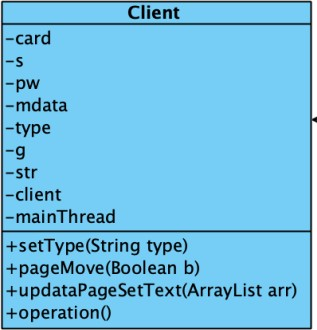 Client
-card
-s
-pw
-mdata
-type
-g
-str
-client
-mainThread
+setType(String type)
+pageMove(Boolean b)
+updataPageSetText(ArrayList arr)
+operation()